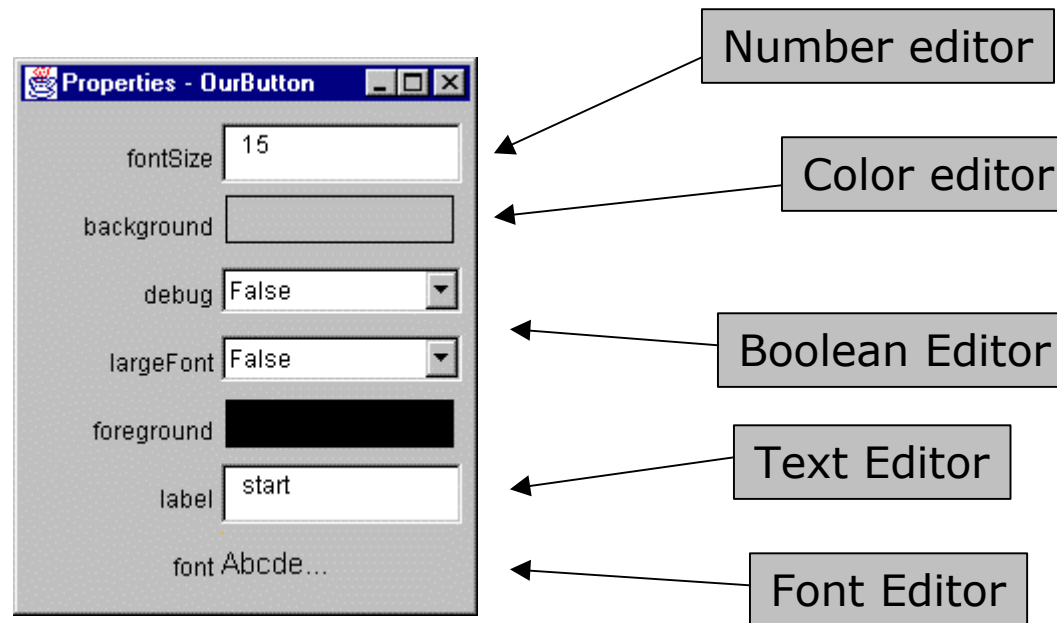 Number editor
Properties - OurButton
fontSize 15
Color editor
background
debug False
Boolean Editor
largeFont False
foreground
Text Editor
label start
font Abcde...
Font Editor